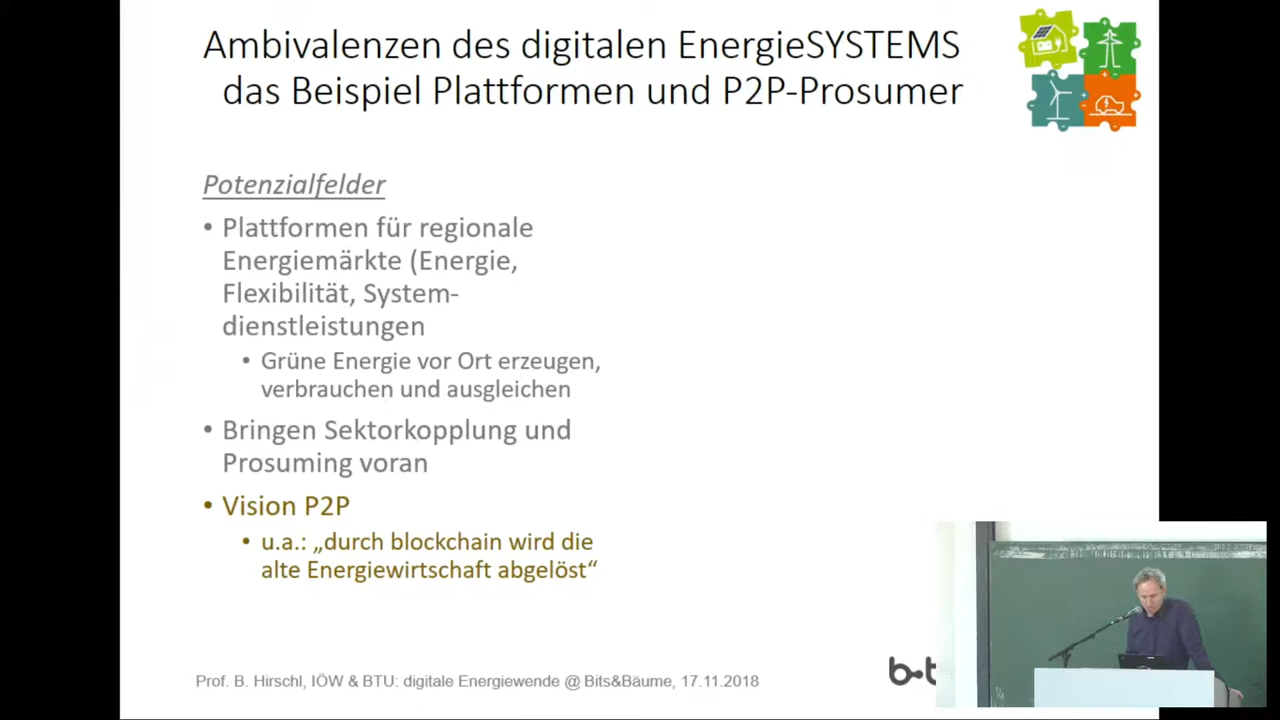 Ambivalenzen des digitalen EnergieSYSTEMS
das Beispiel Plattformen und P2P-Prosumer
Potenzialfelder
• Plattformen für regionale
Energiemärkte (Energie,
Flexibilität, System-
dienstleistungen
• Grüne Energie vor Ort erzeugen,
verbrauchen und ausgleichen
• Bringen Sektorkopplung und
Prosuming voran
• Vision P2P
• u.a.: „durch blockchain wird die
alte Energiewirtschaft abgelöst“
Prof. B. Hirschl, IÖW & BTU: digitale Energiewende @ Bits&Bäume, 17.11.2018